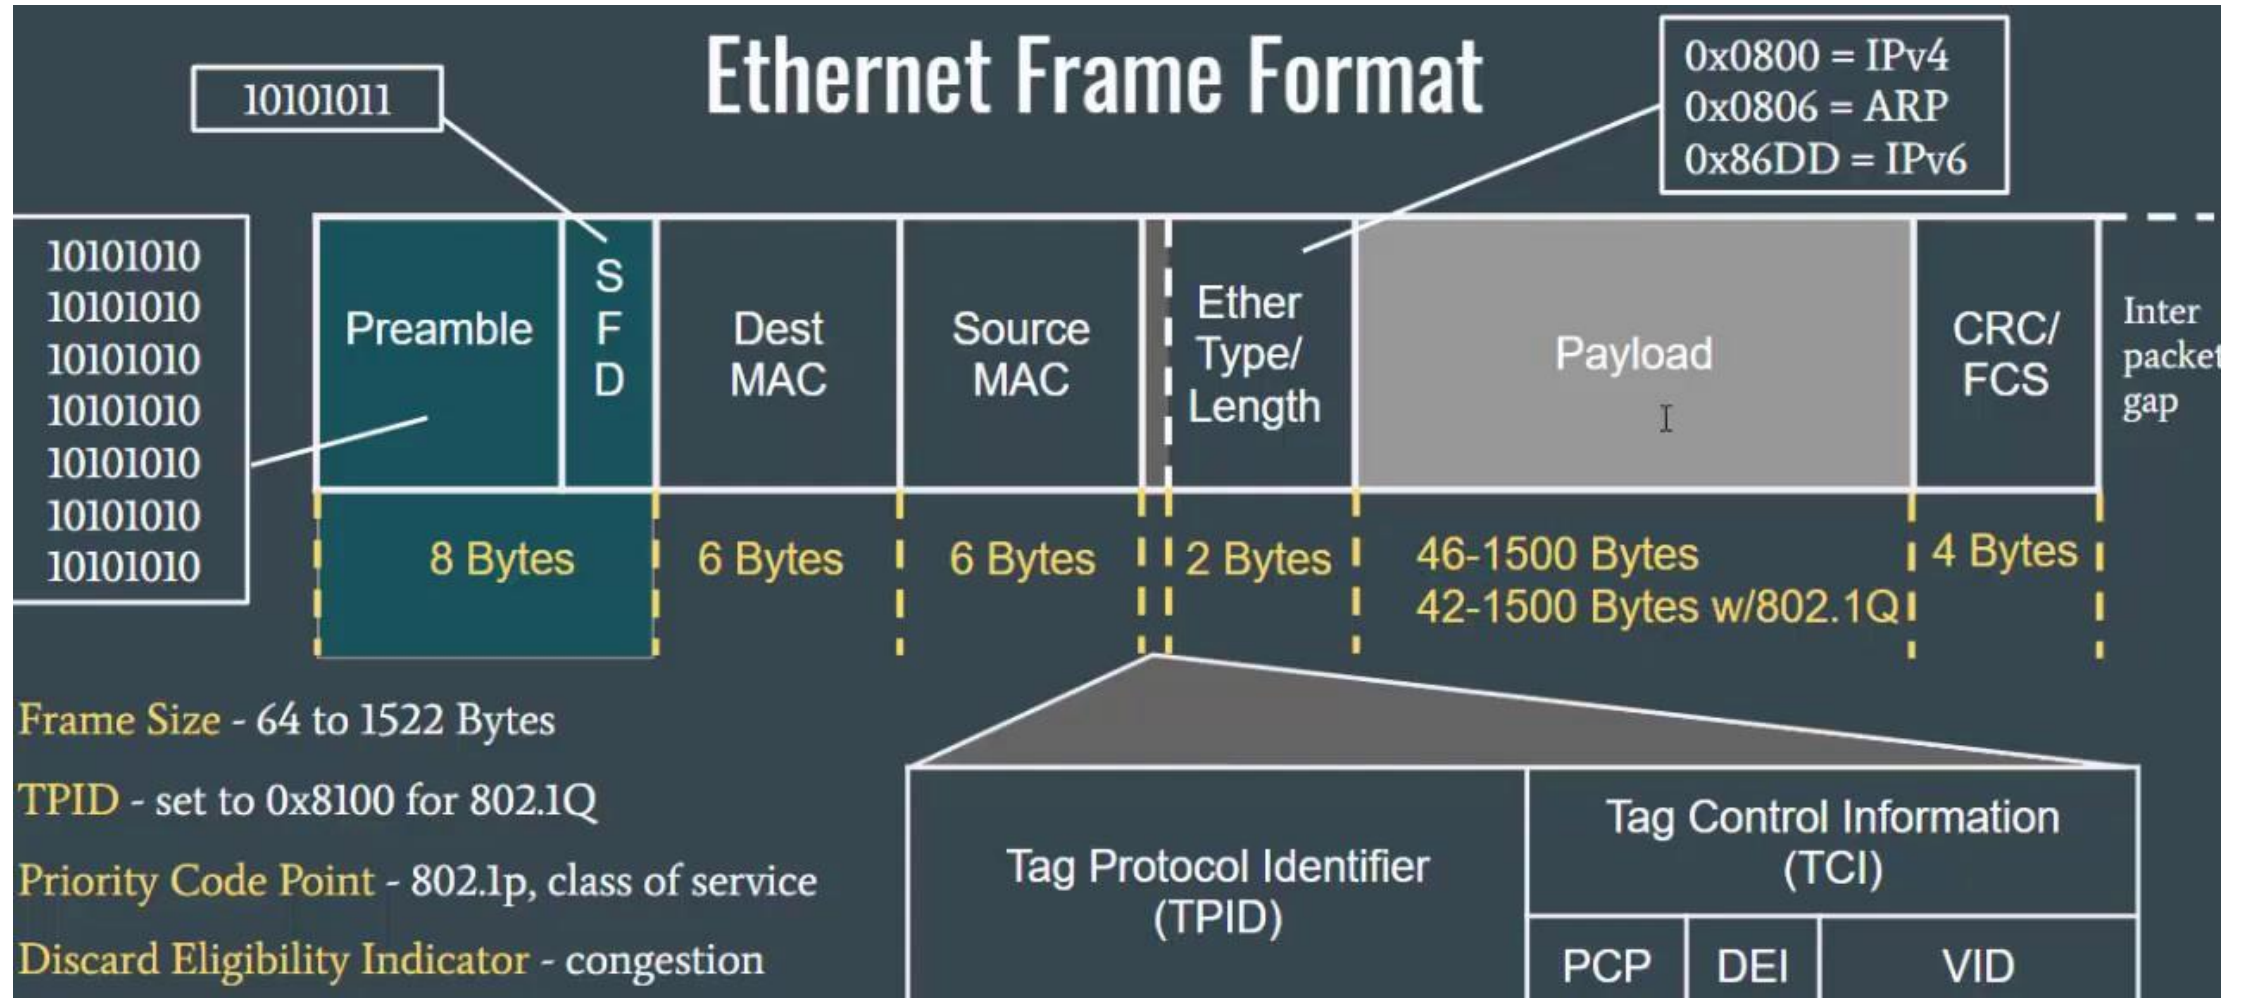 Ethernet Frame Format
10101011
0x0800 = IPv4
0x0806 = ARP
0x86DD = IPv6
10101010
10101010
10101010
10101010
10101010
10101010
10101010
Preamble
S
F
D
Dest
MAC
Source
MAC
Ether
Type/
Length
Payload
CRC/
FCS
Inter
packet
gap
8 Bytes
6 Bytes
6 Bytes
2 Bytes
46-1500 Bytes
42-1500 Bytes w/802.1Q
4 Bytes
Frame Size - 64 to 1522 Bytes
TPID - set to 0x8100 for 802.1Q
Priority Code Point - 802.1p, class of service
Discard Eligibility Indicator - congestion
Tag Protocol Identifier
(TPID)
Tag Control Information
(TCI)
PCP
DEI
VID